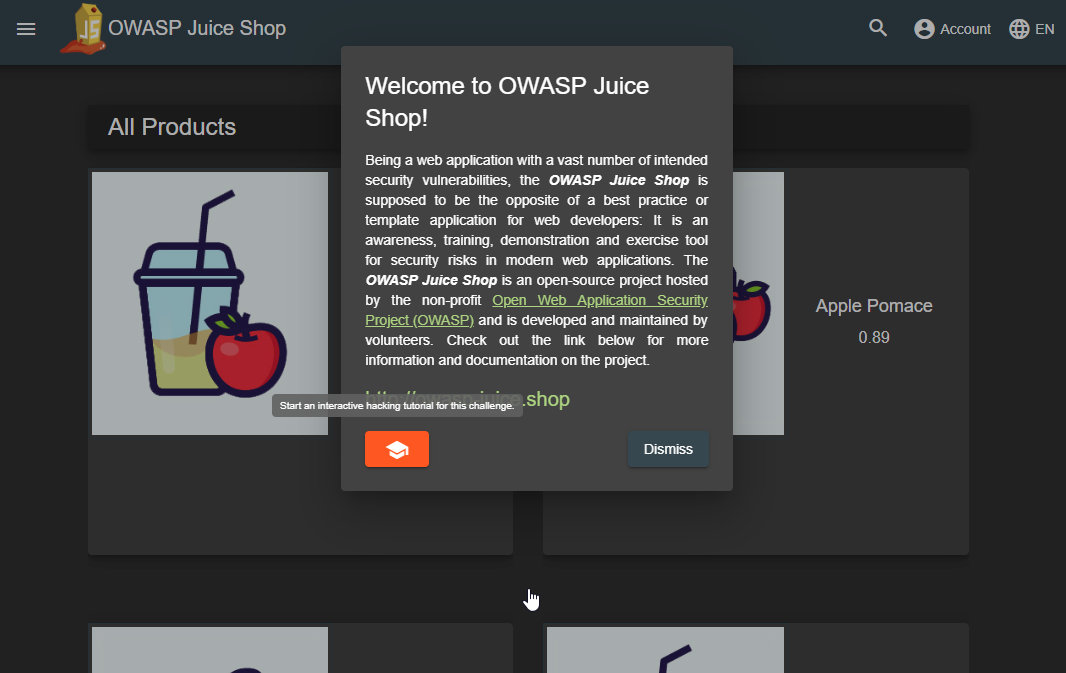 OWASP Juice Shop
Account
EN
All Products
Welcome to OWASP Juice
Shop!
Being a web application with a vast number of intended
security vulnerabilities, the OWASP Juice Shop is
supposed to be the opposite of a best practice or
template application for web developers: It is an
awareness, training, demonstration and exercise tool
for security risks in modern web applications. The
OWASP Juice Shop is an open-source project hosted
by the non-profit Open Web Application Security
Project (OWASP) and is developed and maintained by
volunteers. Check out the link below for more
information and documentation on the project.
http://owasp-juice.shop
Start an interactive hacking tutorial for this challenge.
Dismiss
Apple Pomace
0.89